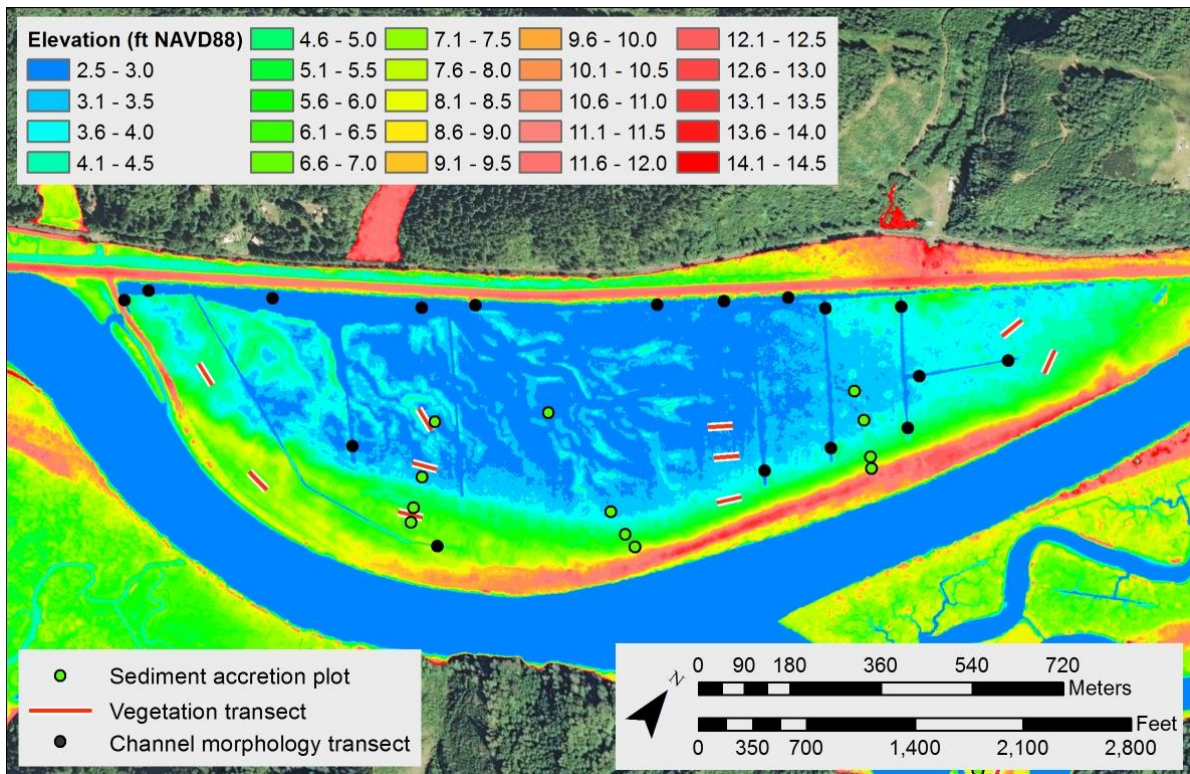 Elevation (ft NAVD88)
2.5 - 3.0
3.1 - 3.5
3.6 - 4.0
4.1 - 4.5
4.6 - 5.0
5.1 - 5.5
5.6 - 6.0
6.1 - 6.5
6.6 - 7.0
7.1 - 7.5
7.6 - 8.0
8.1 - 8.5
8.6 - 9.0
9.1 - 9.5
9.6 - 10.0
10.1 - 10.5
10.6 - 11.0
11.1 - 11.5
11.6 - 12.0
12.1 - 12.5
12.6 - 13.0
13.1 - 13.5
13.6 - 14.0
14.1 - 14.5
Sediment accretion plot
Vegetation transect
Channel morphology transect
N
0 90 180 360 540 720
Meters
Feet
0 350 700 1,400 2,100 2,800